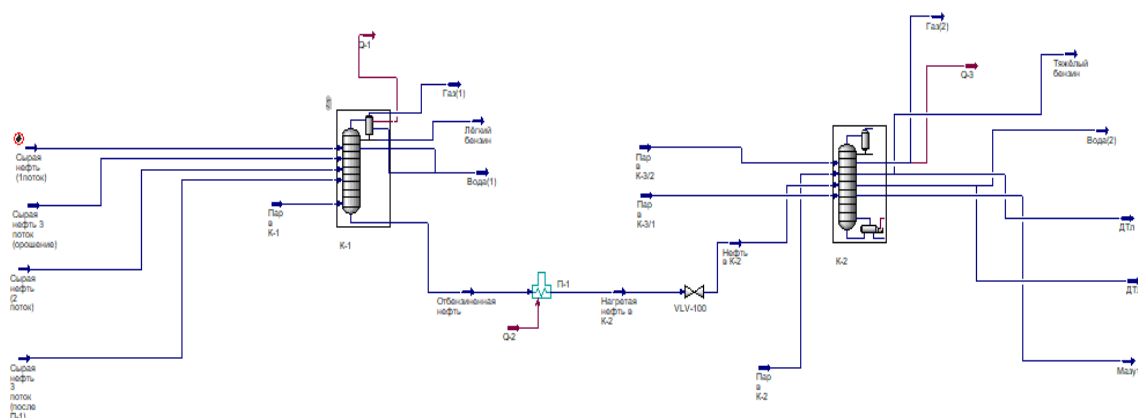 Q-1
Газ(1)
Лёгкий
бензин
Вода(1)
Сырая
нефть
(1поток)
Сырая
нефть 3
поток
(орошение)
Пар
в
К-1
К-1
Сырая
нефть
(2
поток)
Отбензиненная
нефть
П-1
Q-2
Нагретая
нефть в
К-2
VLV-100
Нефть
в К-2
Сырая
нефть
3
поток
(после
П-1)
Газ(2)
Q-3
Тяжёлый
бензин
Вода(2)
Пар
в
К-3/2
Пар
в
К-3/1
К-2
ДТл
Пар
в
К-2
Мазут